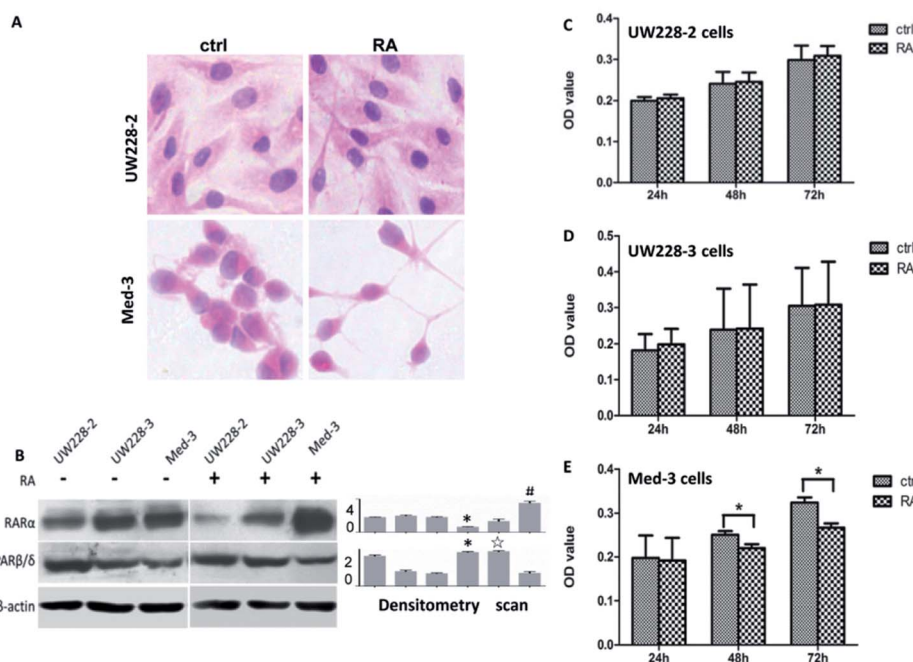 A
ctrl RA
UW228-2
Med-3
B
UW228-2 UW228-3 Med-3 UW228-2 UW228-3 Med-3
RA - - - + + +
RARα
PARβ/δ
β-actin
4
0
* #
2
0
* ☆
Densitometry scan
C
UW228-2 cells
ctrl
RA
OD value
0.4
0.3
0.2
0.0
24h 48h 72h
D
UW228-3 cells
ctrl
RA
OD value
0.5
0.4
0.3
0.2
0.1
0.0
24h 48h 72h
E
Med-3 cells
ctrl
RA
OD value
0.4
0.3
0.2
0.1
0.0
* *
24h 48h 72h